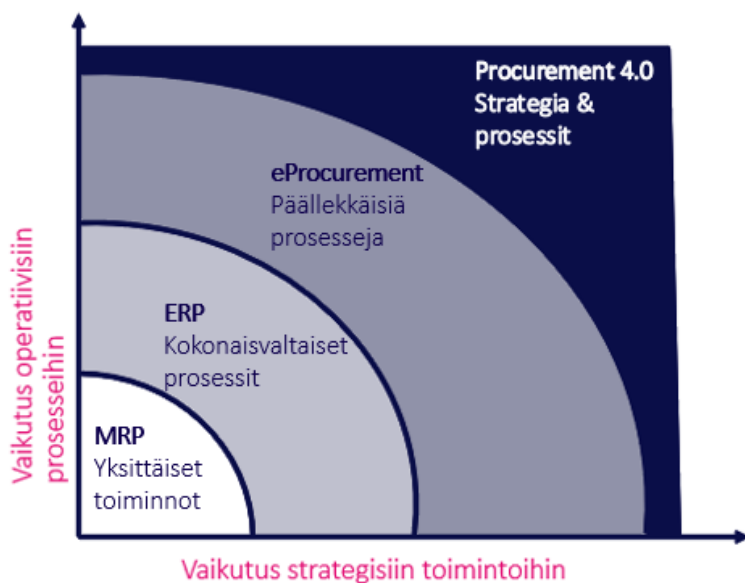 Procurement 4.0
Strategia &
prosessit
eProcurement
Päällekkäisiä
prosesseja
ERP
Kokonaisvaltaiset
prosessit
MRP
Yksittäiset
toiminnot
Vaikutus operatiivisiin
prosesseihin
Vaikutus strategisiin toimintoihin